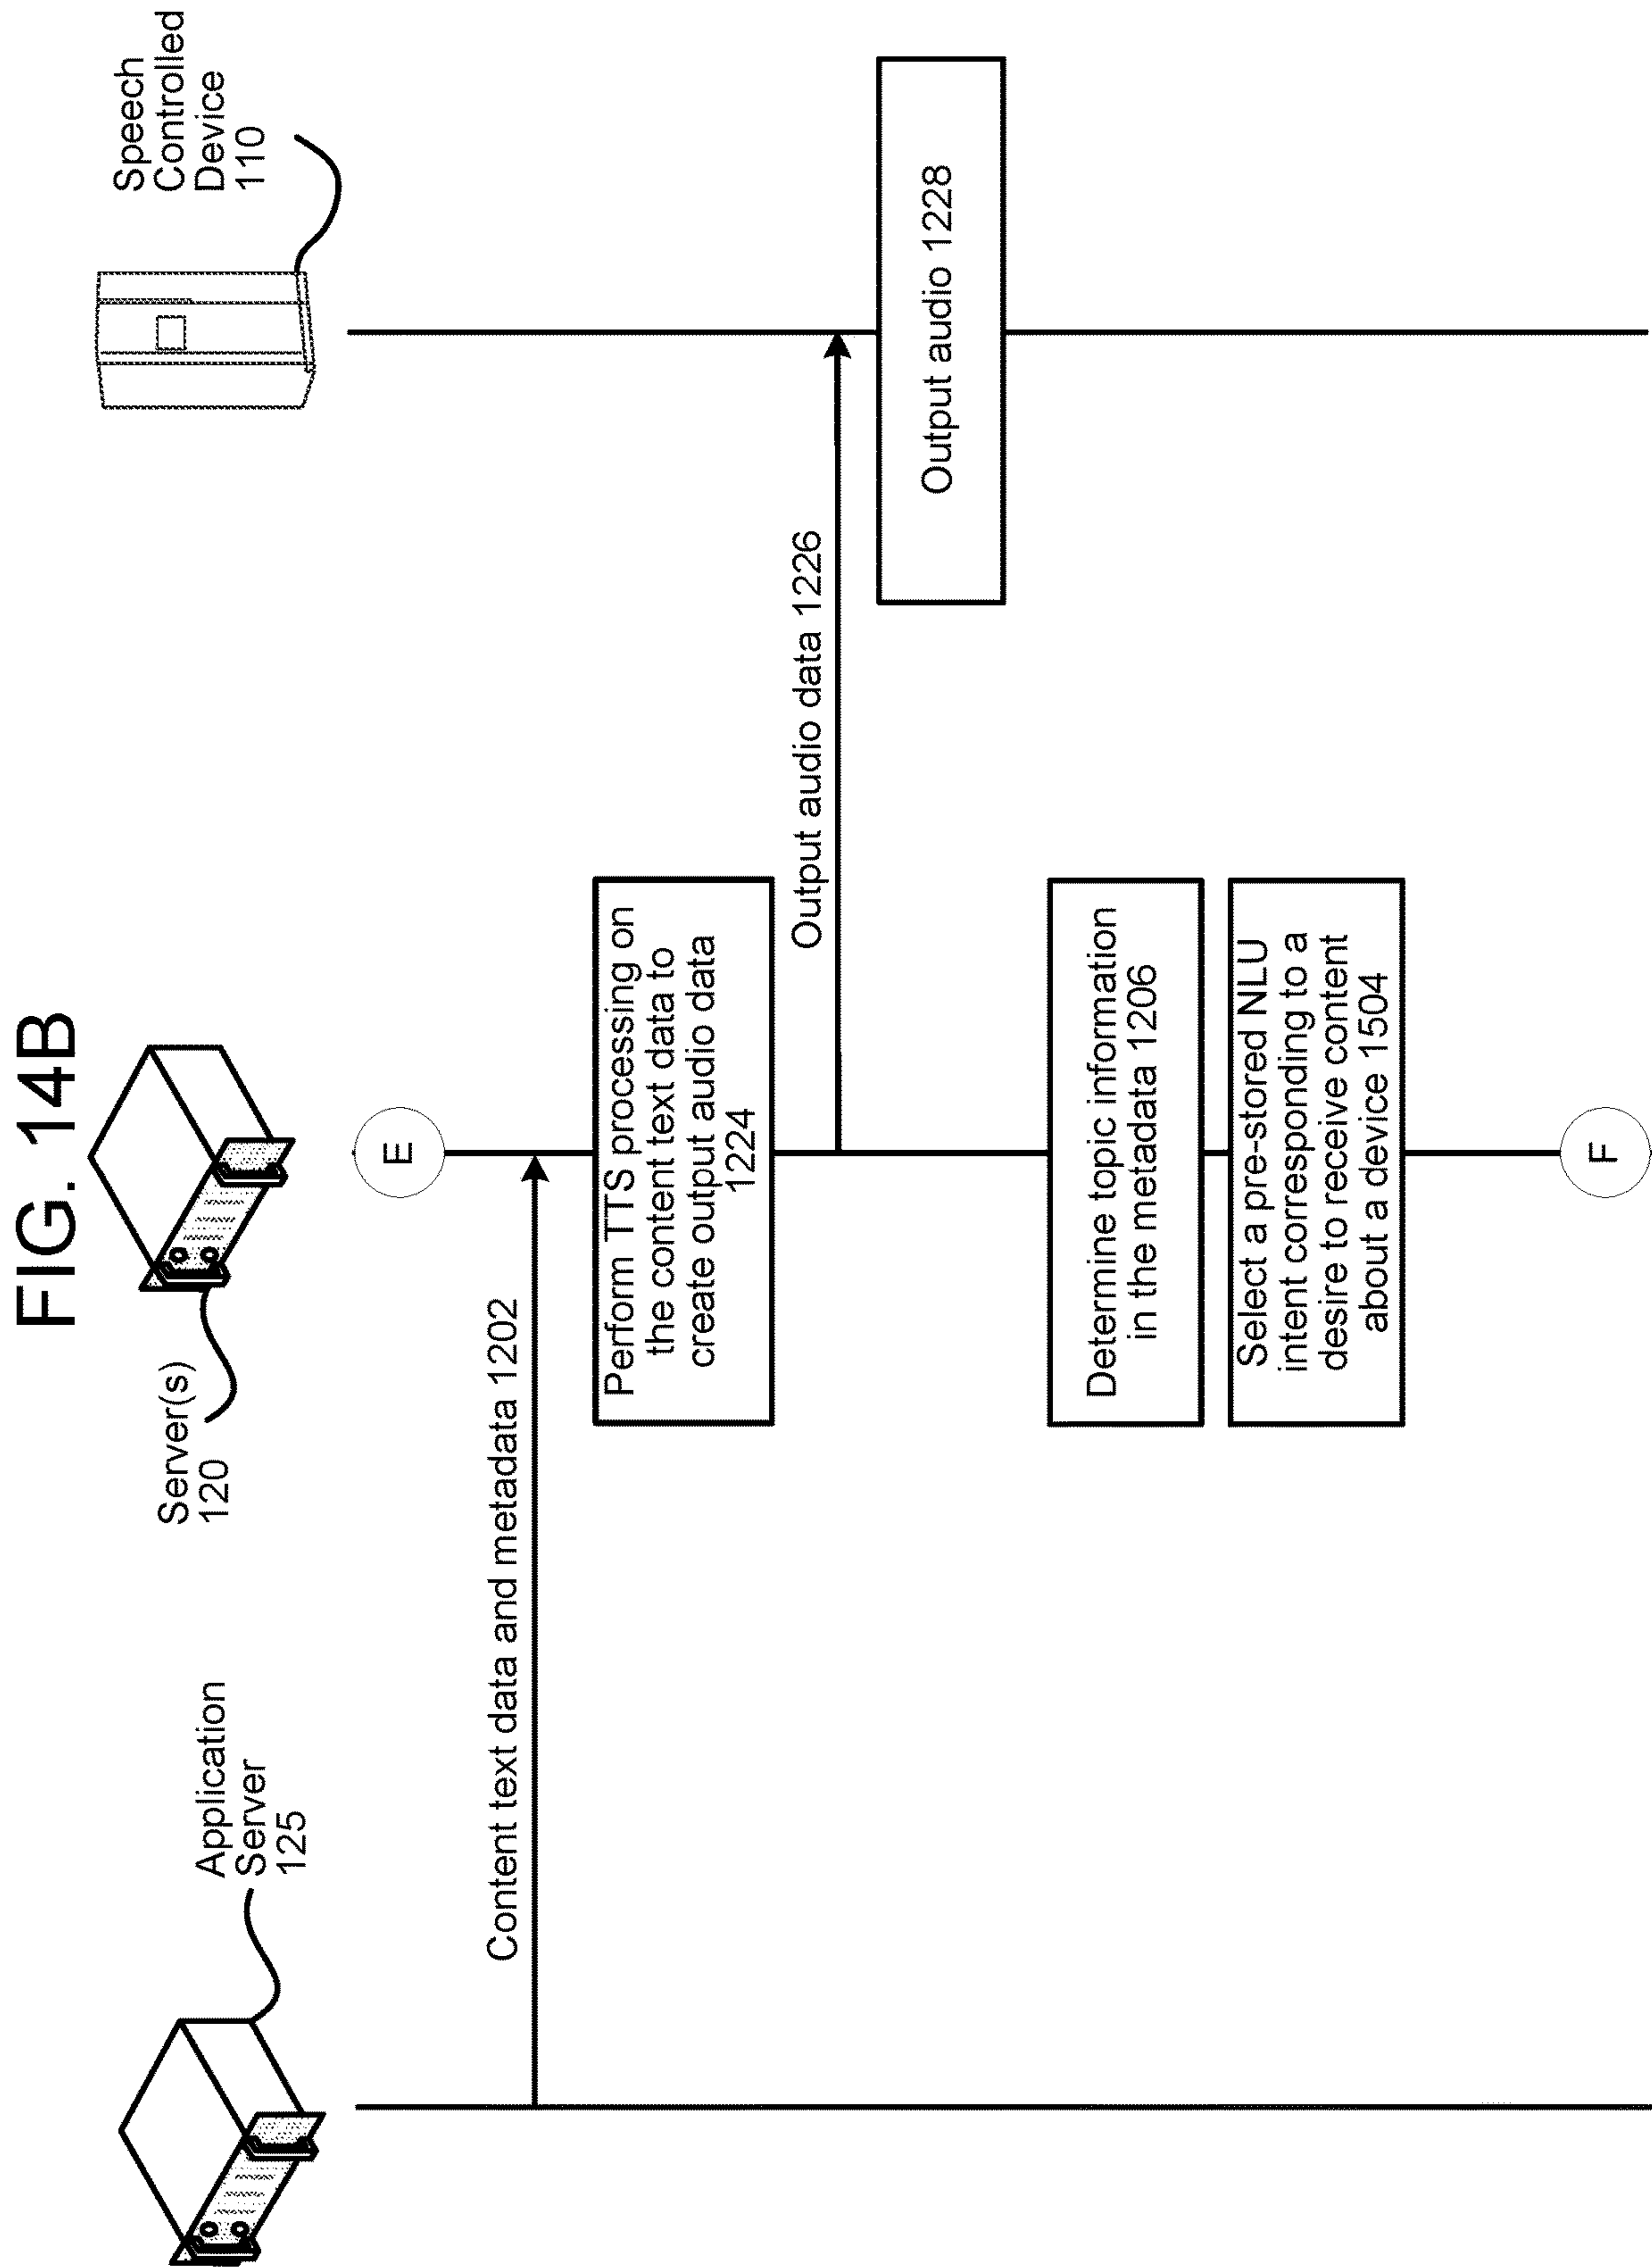 FIG. 14B
Application
Server
125
Server(s)
120
Speech
Controlled
Device
110
E
Content text data and metadata 1202
Perform TTS processing on
the content text data to
create output audio data
1224
Output audio data 1226
Output audio 1228
Determine topic information
in the metadata 1206
Select a pre-stored NLU
intent corresponding to a
desire to receive content
about a device 1504
F